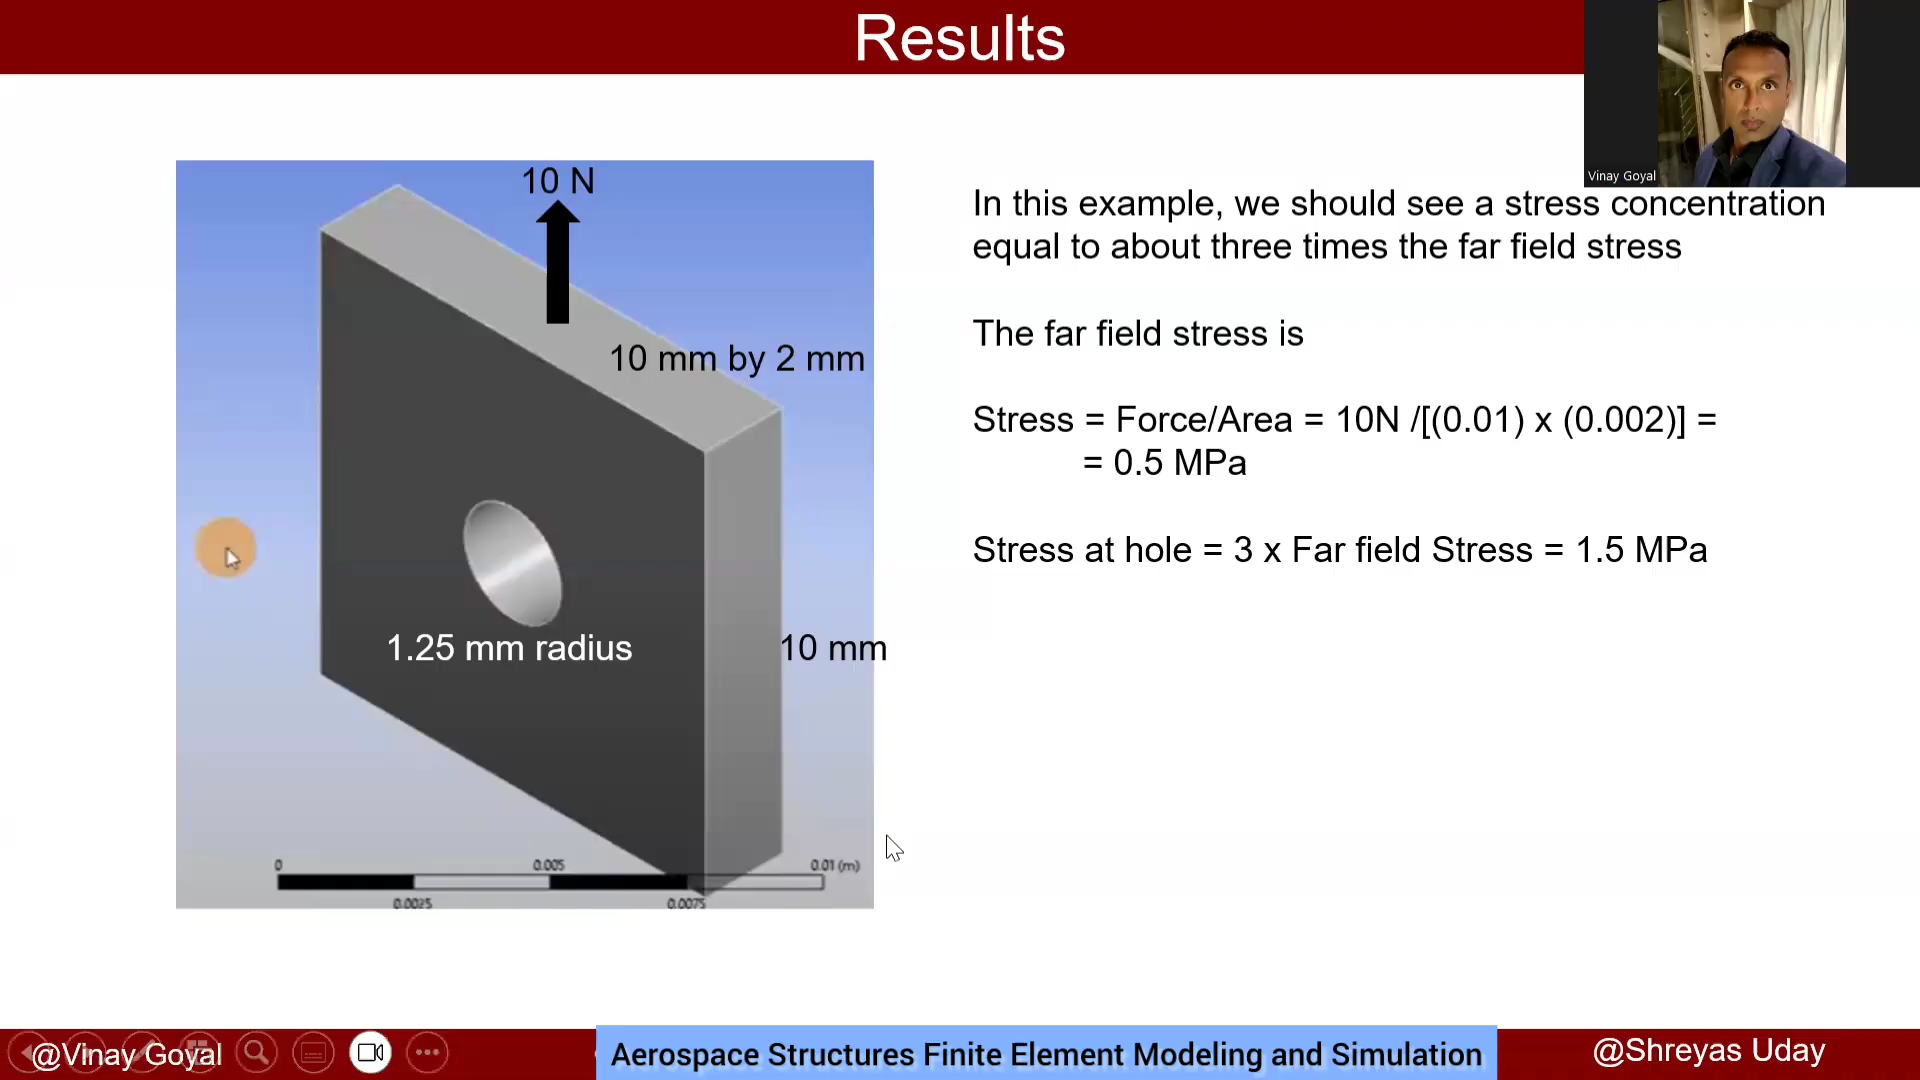 Results
Vinay Goyal
10 N
10 mm by 2 mm
1.25 mm radius
10 mm
0
0.005
0.01 (m)
0.0025
0.0075
In this example, we should see a stress concentration
equal to about three times the far field stress
The far field stress is
Stress = Force/Area = 10N /[(0.01) x (0.002)] =
= 0.5 MPa
Stress at hole = 3 x Far field Stress = 1.5 MPa
@Vinay Goyal
Aerospace Structures Finite Element Modeling and Simulation
@Shreyas Uday